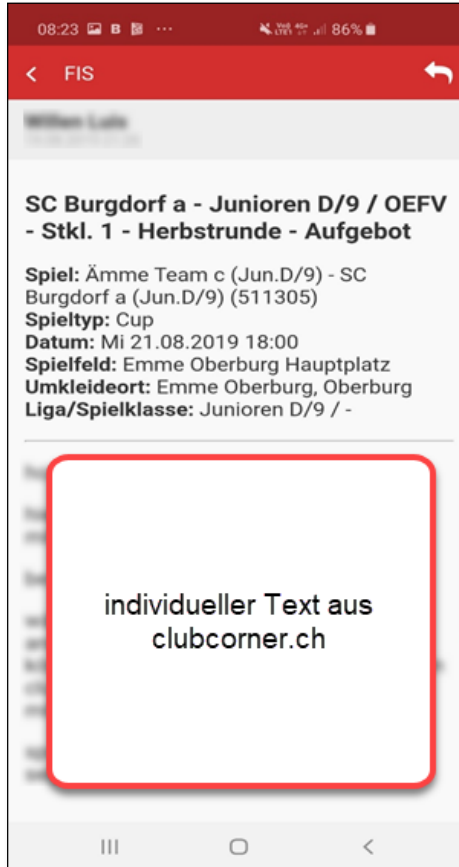 08:23 B ··· 86%
FIS
SC Burgdorf a - Junioren D/9 / OEFV
- Stkl. 1 - Herbstrunde - Aufgebot
Spiel: Ämme Team c (Jun.D/9) - SC
Burgdorf a (Jun.D/9) (511305)
Spieltyp: Cup
Datum: Mi 21.08.2019 18:00
Spielfeld: Emme Oberburg Hauptplatz
Umkleideort: Emme Oberburg, Oberburg
Liga/Spielklasse: Junioren D/9 / -
individueller Text aus
clubcorner.ch